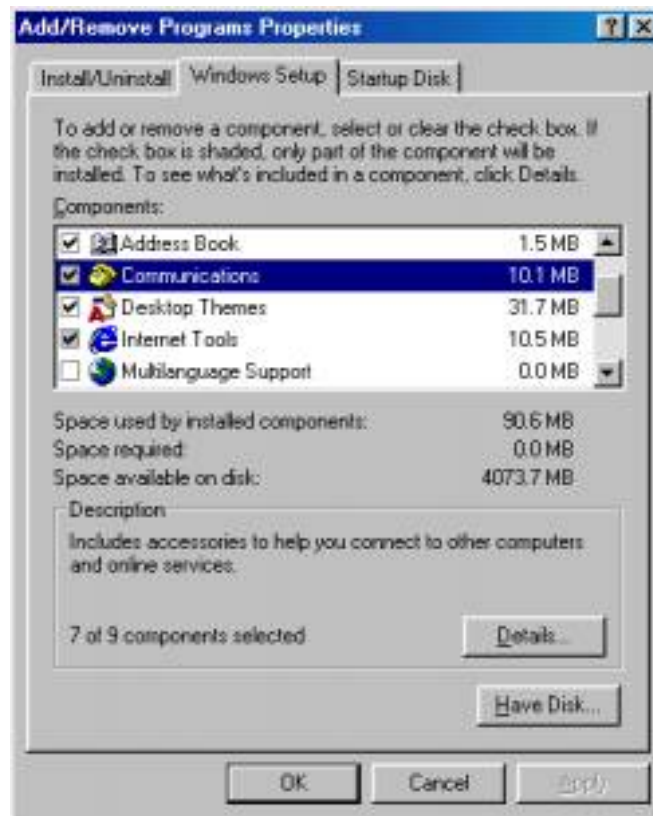 Add/Remove Programs Properties
Install/Uninstall Windows Setup Startup Disk
To add or remove a component, select or clear the check box. If
the check box is shaded, only part of the component will be
installed. To see what's included in a component, click Details.
Components:
Address Book 1.5 MB
Communications 10.1 MB
Desktop Themes 31.7 MB
Internet Tools 10.5 MB
Multilanguage Support 0.0 MB
Space used by installed components: 90.6 MB
Space required: 0.0 MB
Space available on disk: 4073.7 MB
Description
Includes accessories to help you connect to other computers
and online services.
7 of 9 components selected Details...
Have Disk...
OK Cancel Apply